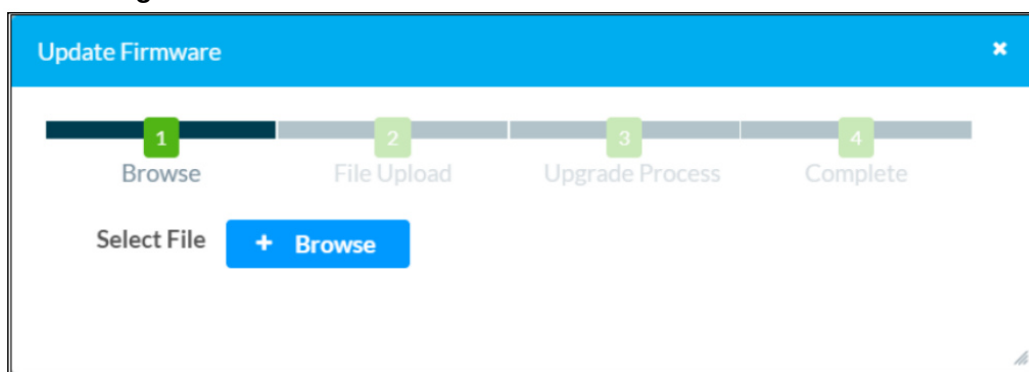 Update Firmware ×
1 2 3 4
Browse File Upload Upgrade Process Complete
Select File + Browse